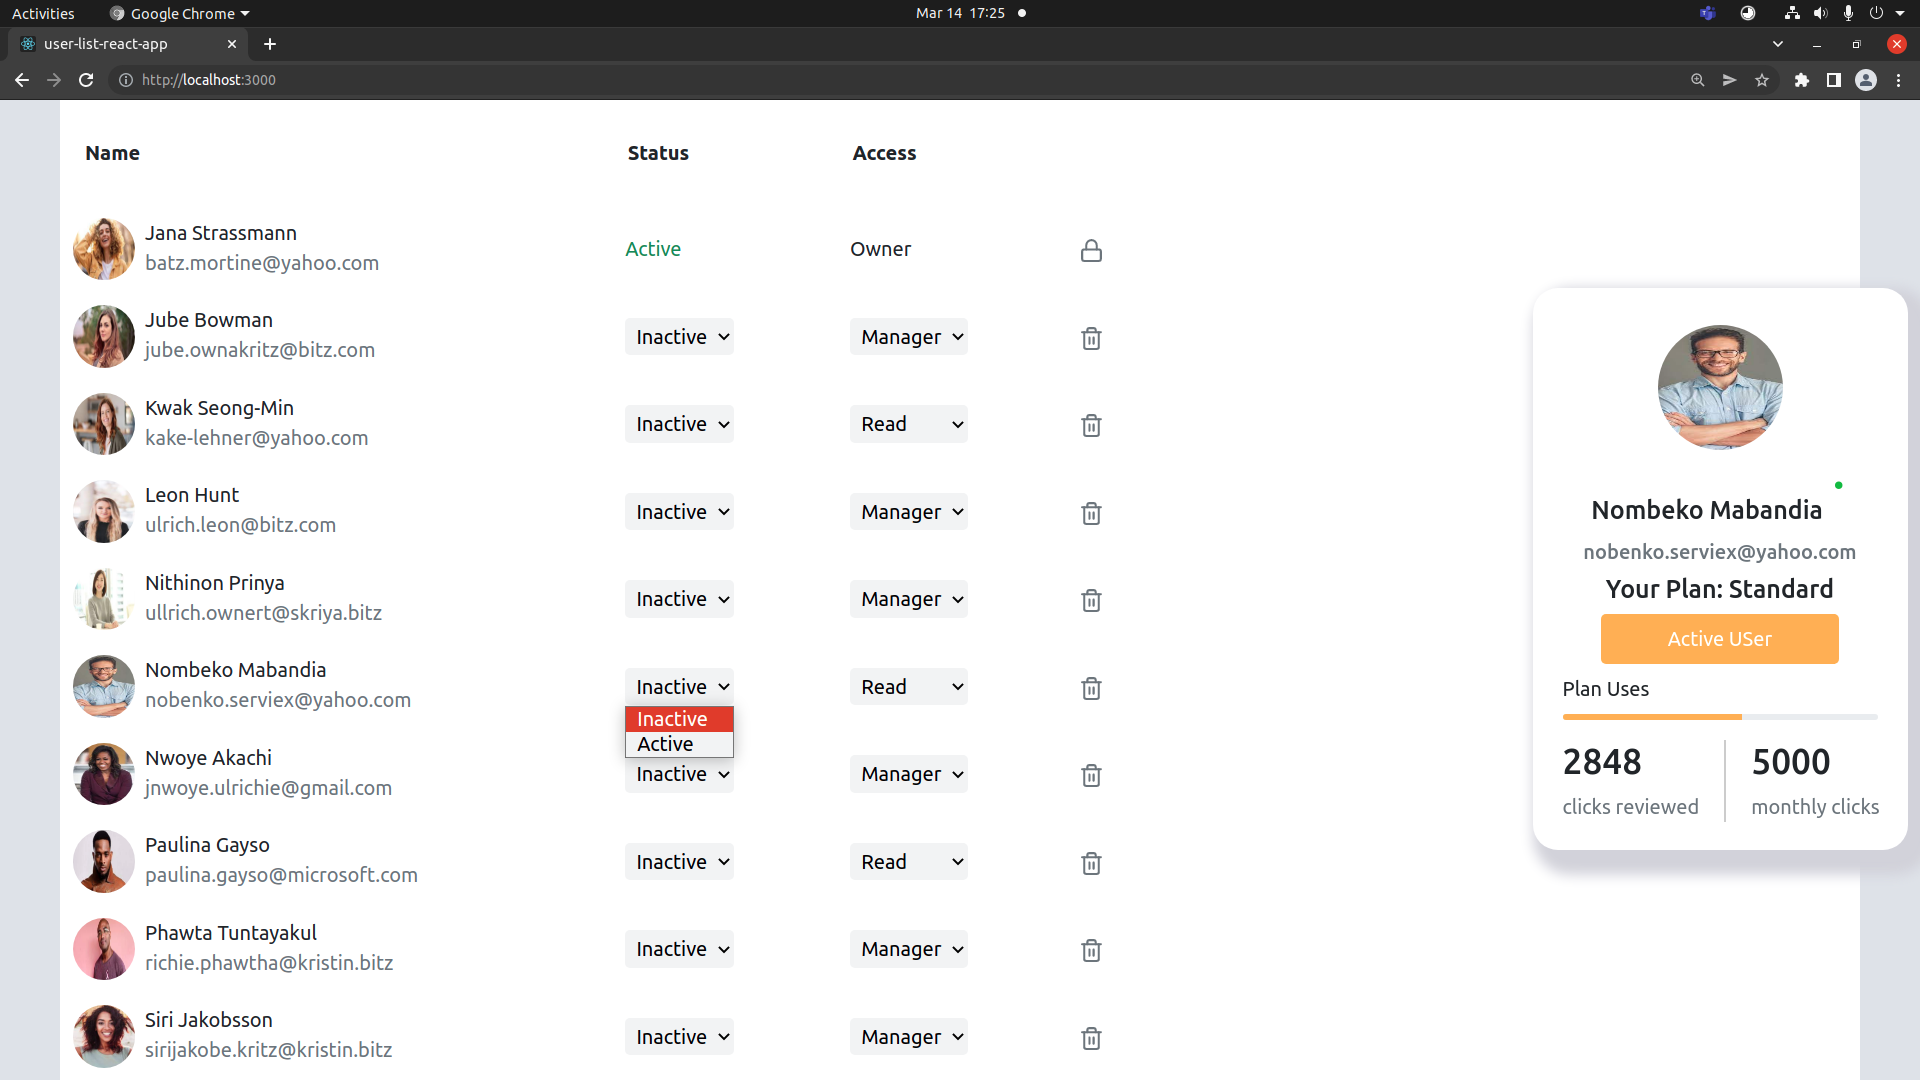 Activities
Google Chrome
Mar 14 17:25
user-list-react-app
http://localhost:3000
Name Status Access
Jana Strassmann
batz.mortine@yahoo.com
Active Owner
Jube Bowman
jube.ownakritz@bitz.com
Inactive Manager
Kwak Seong-Min
kake-lehner@yahoo.com
Inactive Read
Leon Hunt
ulrich.leon@bitz.com
Inactive Manager
Nithinon Prinya
ullrich.ownert@skriya.bitz
Inactive Manager
Nombeko Mabandia
nobenko.serviex@yahoo.com
Inactive Read
Inactive
Active
Nwoye Akachi
jnwoye.ulrichie@gmail.com
Inactive Manager
Paulina Gayso
paulina.gayso@microsoft.com
Inactive Read
Phawta Tuntayakul
richie.phawtha@kristin.bitz
Inactive Manager
Siri Jakobsson
sirijakobe.kritz@kristin.bitz
Inactive Manager
Nombeko Mabandia
nobenko.serviex@yahoo.com
Your Plan: Standard
Active USer
Plan Uses
2848
clicks reviewed
5000
monthly clicks